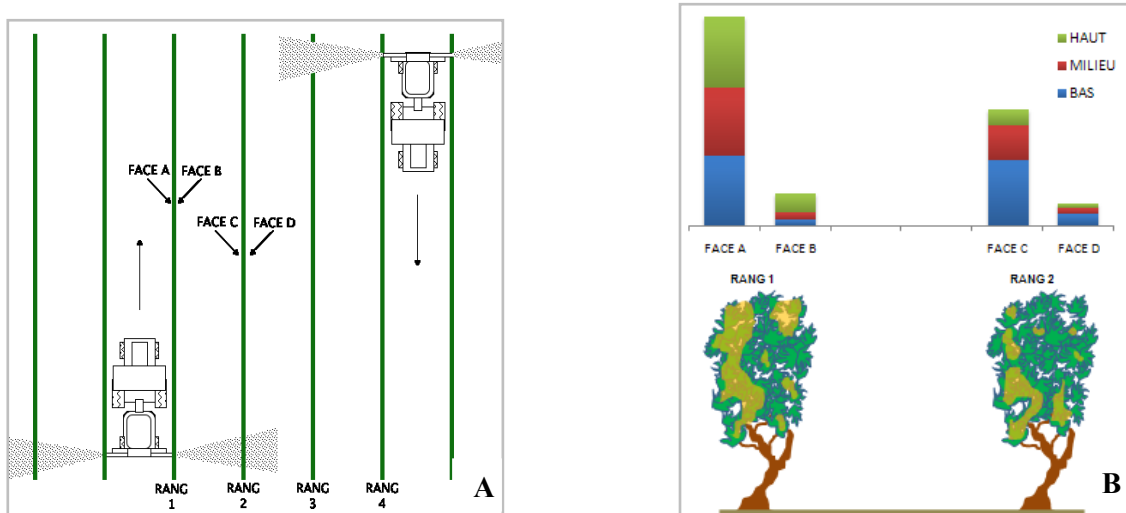 FACE A FACE B
FACE C FACE D
RANG
1
RANG
2
RANG
3
RANG
4
A
HAUT
MILIEU
BAS
FACE A FACE B FACE C FACE D
RANG 1 RANG 2
B